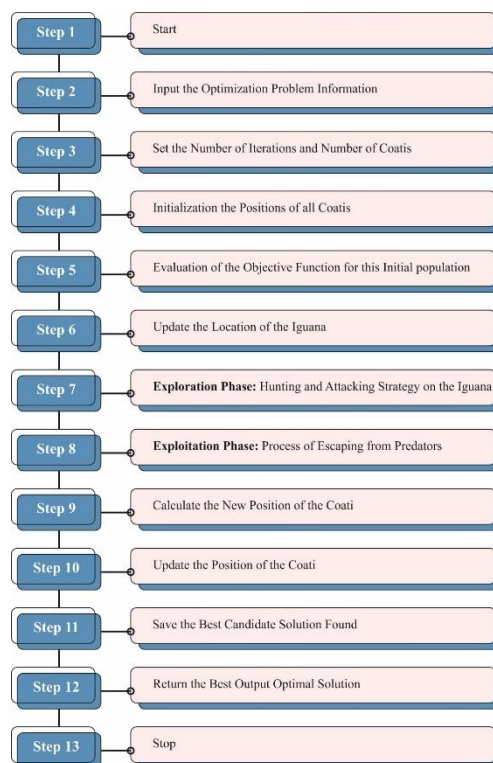 Step 1
Start
Step 2
Input the Optimization Problem Information
Step 3
Set the Number of Iterations and Number of Coatis
Step 4
Initialization the Positions of all Coatis
Step 5
Evaluation of the Objective Function for this Initial population
Step 6
Update the Location of the Iguana
Step 7
Exploration Phase: Hunting and Attacking Strategy on the Iguana
Step 8
Exploitation Phase: Process of Escaping from Predators
Step 9
Calculate the New Position of the Coati
Step 10
Update the Position of the Coati
Step 11
Save the Best Candidate Solution Found
Step 12
Return the Best Output Optimal Solution
Step 13
Stop